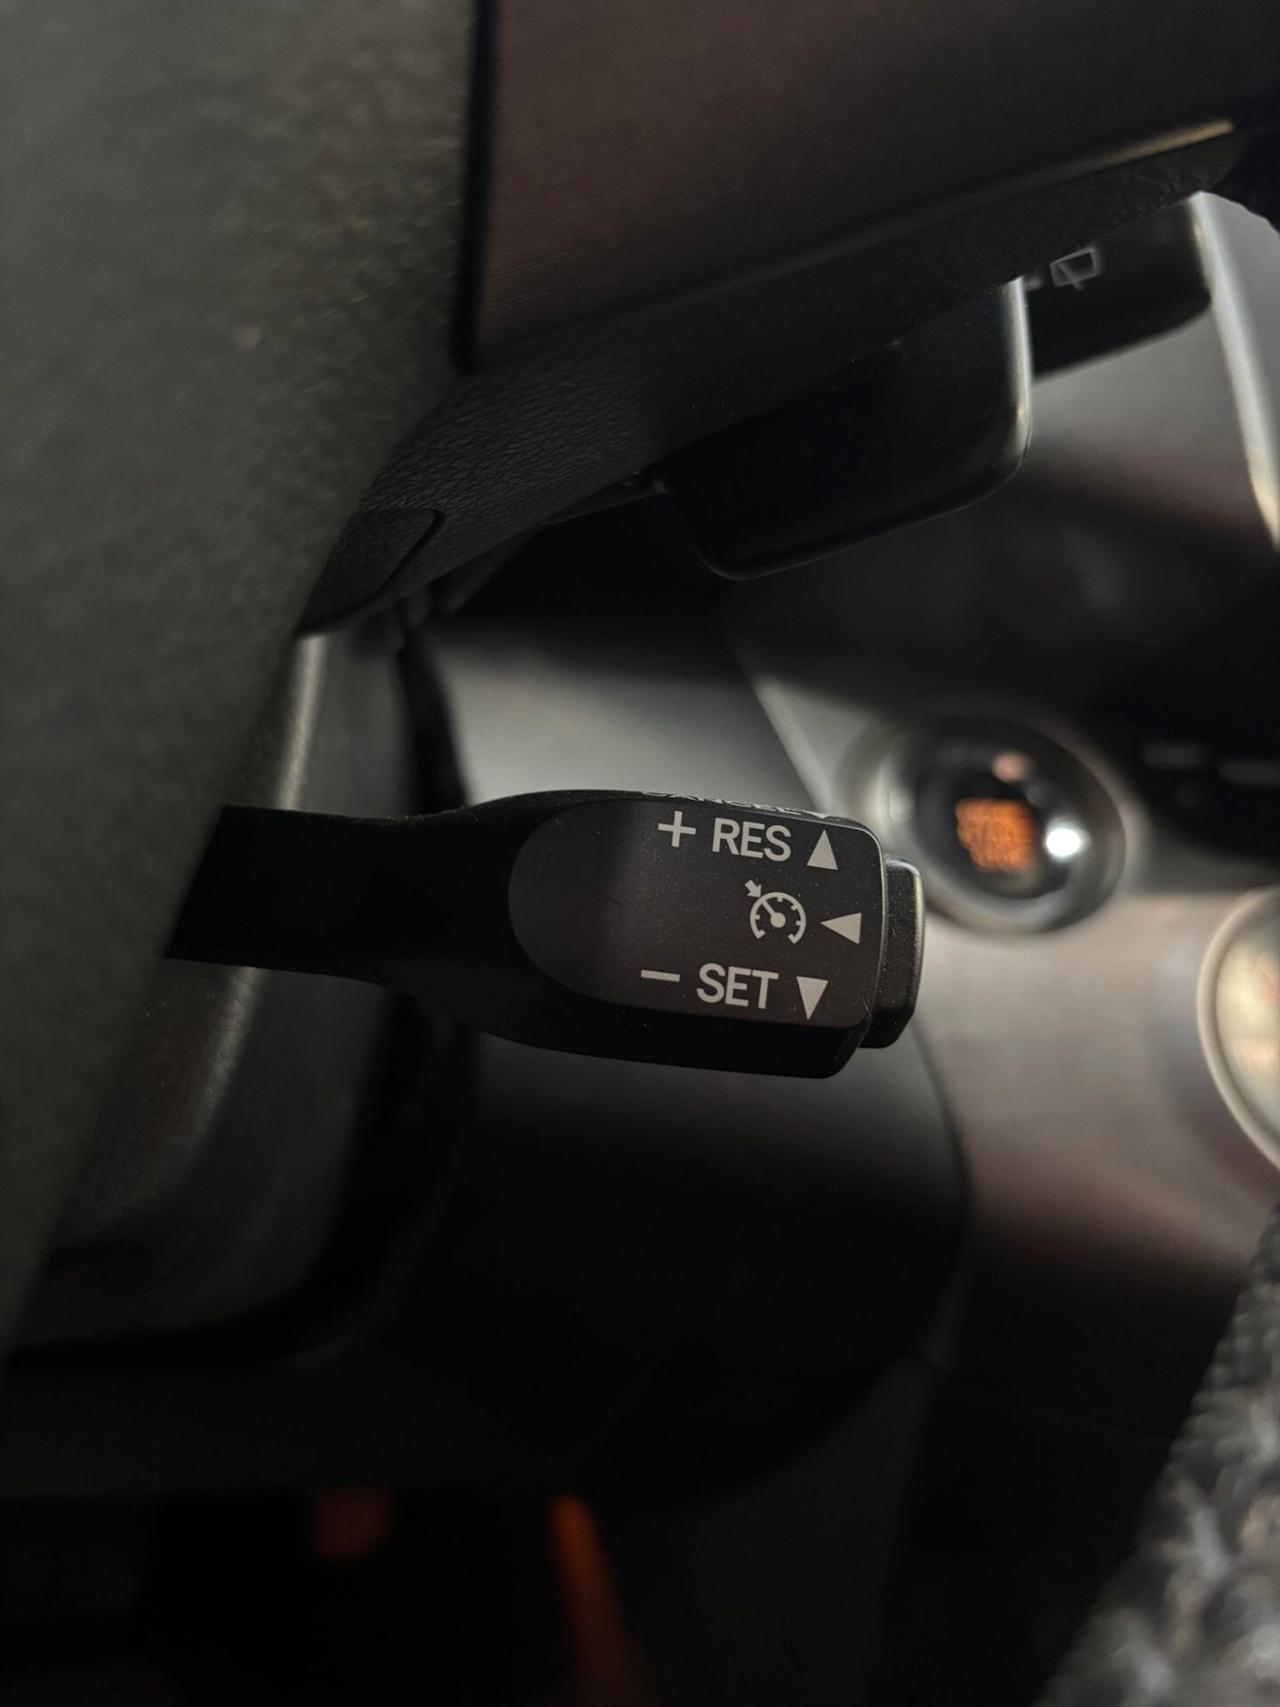 + RES ▲
◀
− SET ▼